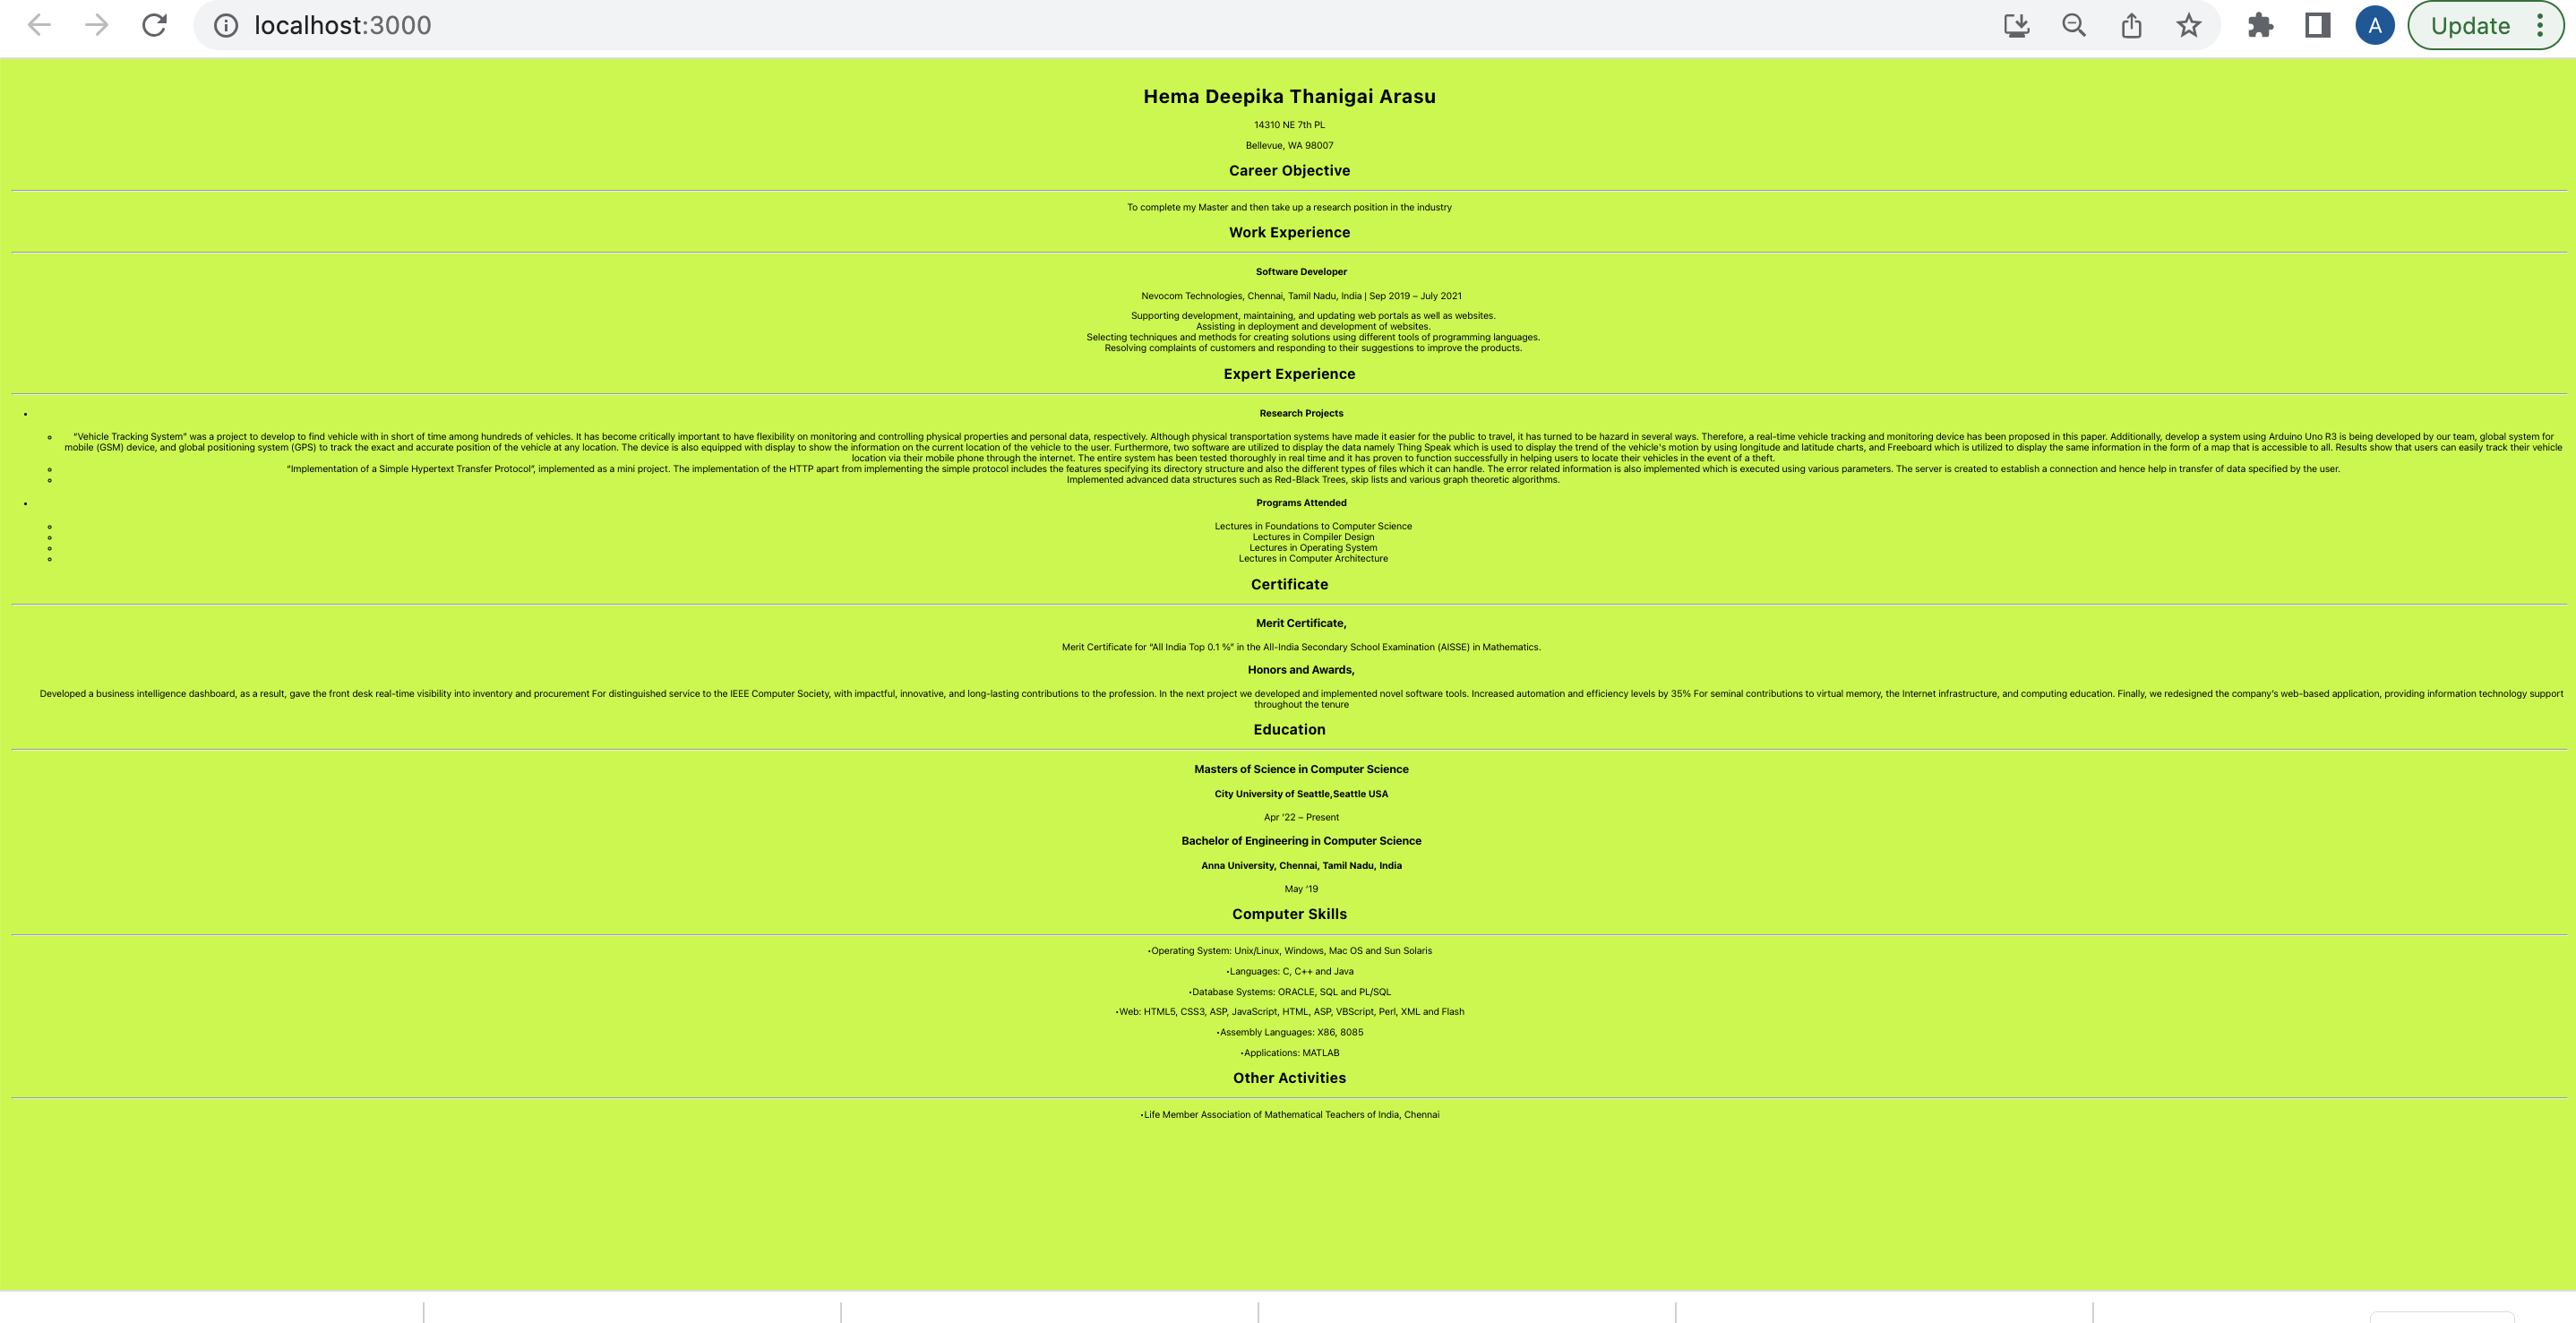 localhost:3000
A
Update
Hema Deepika Thanigai Arasu
14310 NE 7th PL
Bellevue, WA 98007
Career Objective
To complete my Master and then take up a research position in the industry
Work Experience
Software Developer
Nevocom Technologies, Chennai, Tamil Nadu, India | Sep 2019 – July 2021
Supporting development, maintaining, and updating web portals as well as websites.
Assisting in deployment and development of websites.
Selecting techniques and methods for creating solutions using different tools of programming languages.
Resolving complaints of customers and responding to their suggestions to improve the products.
Expert Experience
• Research Projects
◦ “Vehicle Tracking System” was a project to develop to find vehicle with in short of time among hundreds of vehicles. It has become critically important to have flexibility on monitoring and controlling physical properties and personal data, respectively. Although physical transportation systems have made it easier for the public to travel, it has turned to be hazard in several ways. Therefore, a real-time vehicle tracking and monitoring device has been proposed in this paper. Additionally, develop a system using Arduino Uno R3 is being developed by our team, global system for
mobile (GSM) device, and global positioning system (GPS) to track the exact and accurate position of the vehicle at any location. The device is also equipped with display to show the information on the current location of the vehicle to the user. Furthermore, two software are utilized to display the data namely Thing Speak which is used to display the trend of the vehicle's motion by using longitude and latitude charts, and Freeboard which is utilized to display the same information in the form of a map that is accessible to all. Results show that users can easily track their vehicle
location via their mobile phone through the internet. The entire system has been tested thoroughly in real time and it has proven to function successfully in helping users to locate their vehicles in the event of a theft.
◦ “Implementation of a Simple Hypertext Transfer Protocol”, implemented as a mini project. The implementation of the HTTP apart from implementing the simple protocol includes the features specifying its directory structure and also the different types of files which it can handle. The error related information is also implemented which is executed using various parameters. The server is created to establish a connection and hence help in transfer of data specified by the user.
◦ Implemented advanced data structures such as Red-Black Trees, skip lists and various graph theoretic algorithms.
• Programs Attended
◦ Lectures in Foundations to Computer Science
◦ Lectures in Compiler Design
◦ Lectures in Operating System
◦ Lectures in Computer Architecture
Certificate
Merit Certificate,
Merit Certificate for “All India Top 0.1 %” in the All-India Secondary School Examination (AISSE) in Mathematics.
Honors and Awards,
Developed a business intelligence dashboard, as a result, gave the front desk real-time visibility into inventory and procurement For distinguished service to the IEEE Computer Society, with impactful, innovative, and long-lasting contributions to the profession. In the next project we developed and implemented novel software tools. Increased automation and efficiency levels by 35% For seminal contributions to virtual memory, the Internet infrastructure, and computing education. Finally, we redesigned the company’s web-based application, providing information technology support
throughout the tenure
Education
Masters of Science in Computer Science
City University of Seattle,Seattle USA
Apr ’22 – Present
Bachelor of Engineering in Computer Science
Anna University, Chennai, Tamil Nadu, India
May ‘19
Computer Skills
•Operating System: Unix/Linux, Windows, Mac OS and Sun Solaris
•Languages: C, C++ and Java
•Database Systems: ORACLE, SQL and PL/SQL
•Web: HTML5, CSS3, ASP, JavaScript, HTML, ASP, VBScript, Perl, XML and Flash
•Assembly Languages: X86, 8085
•Applications: MATLAB
Other Activities
•Life Member Association of Mathematical Teachers of India, Chennai